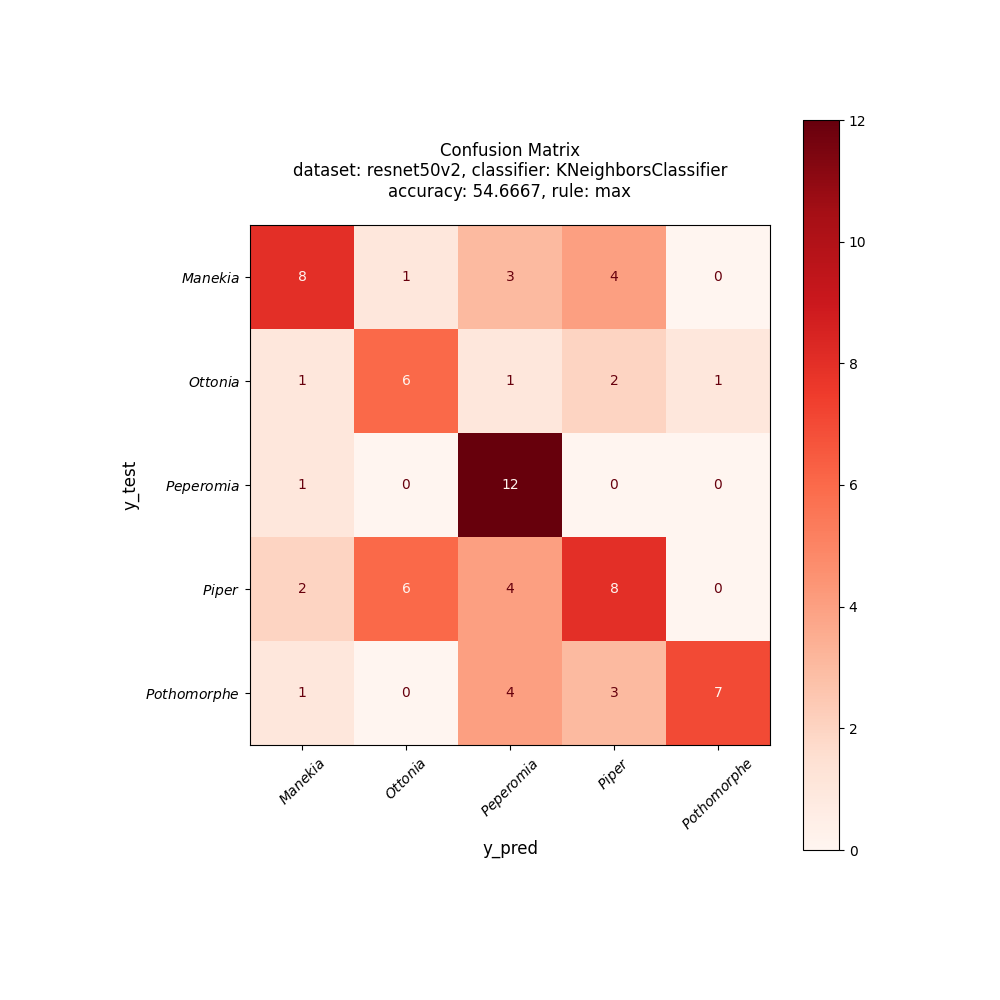 Confusion Matrix
dataset: resnet50v2, classifier: KNeighborsClassifier
accuracy: 54.6667, rule: max
Manekia 8 1 3 4 0
Ottonia 1 6 1 2 1
Peperomia 1 0 12 0 0
Piper 2 6 4 8 0
Pothomorphe 1 0 4 3 7
Manekia Ottonia Peperomia Piper Pothomorphe
y_pred
y_test
12
10
8
6
4
2
0